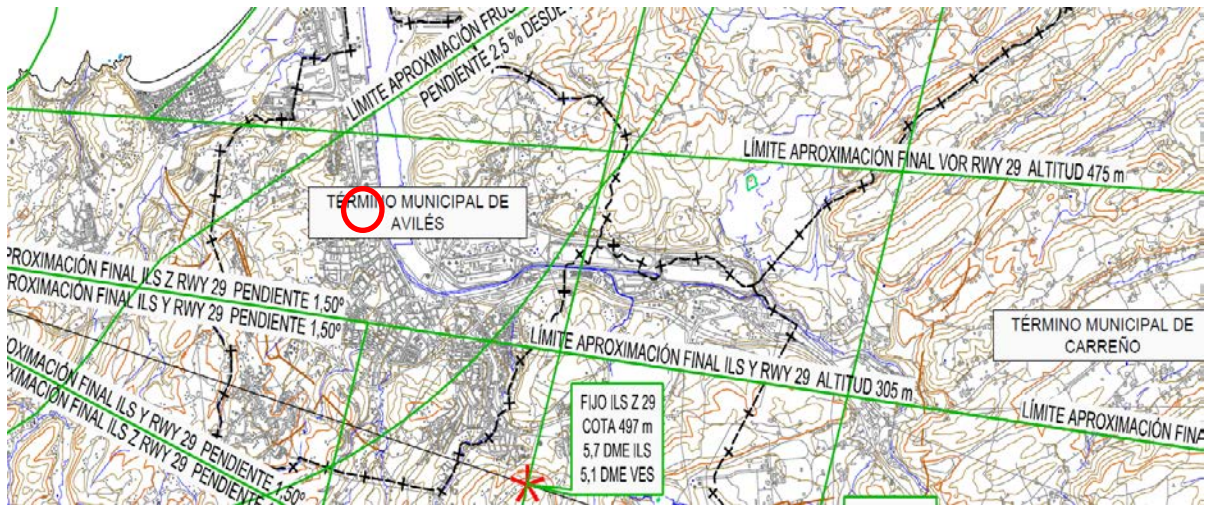 LÍMITE APROXIMACIÓN
PENDIENTE 2,5 % DESDE
LÍMITE APROXIMACIÓN FINAL VOR RWY 29 ALTITUD 475 m
TÉRMINO MUNICIPAL DE
AVILÉS
APROXIMACIÓN FINAL ILS Z RWY 29 PENDIENTE 1,50º
APROXIMACIÓN FINAL ILS Y RWY 29 PENDIENTE 1,50º
LÍMITE APROXIMACIÓN FINAL ILS Y RWY 29 ALTITUD 305 m
TÉRMINO MUNICIPAL DE
CARREÑO
FIJO ILS Z 29
COTA 497 m
5,7 DME ILS
5,1 DME VES
LÍMITE APROXIMACIÓN FINA
OXIMACIÓN FINAL ILS Y RWY 29 PENDIENTE 1,50º
XIMACIÓN FINAL ILS Z RWY 29 PENDIENTE